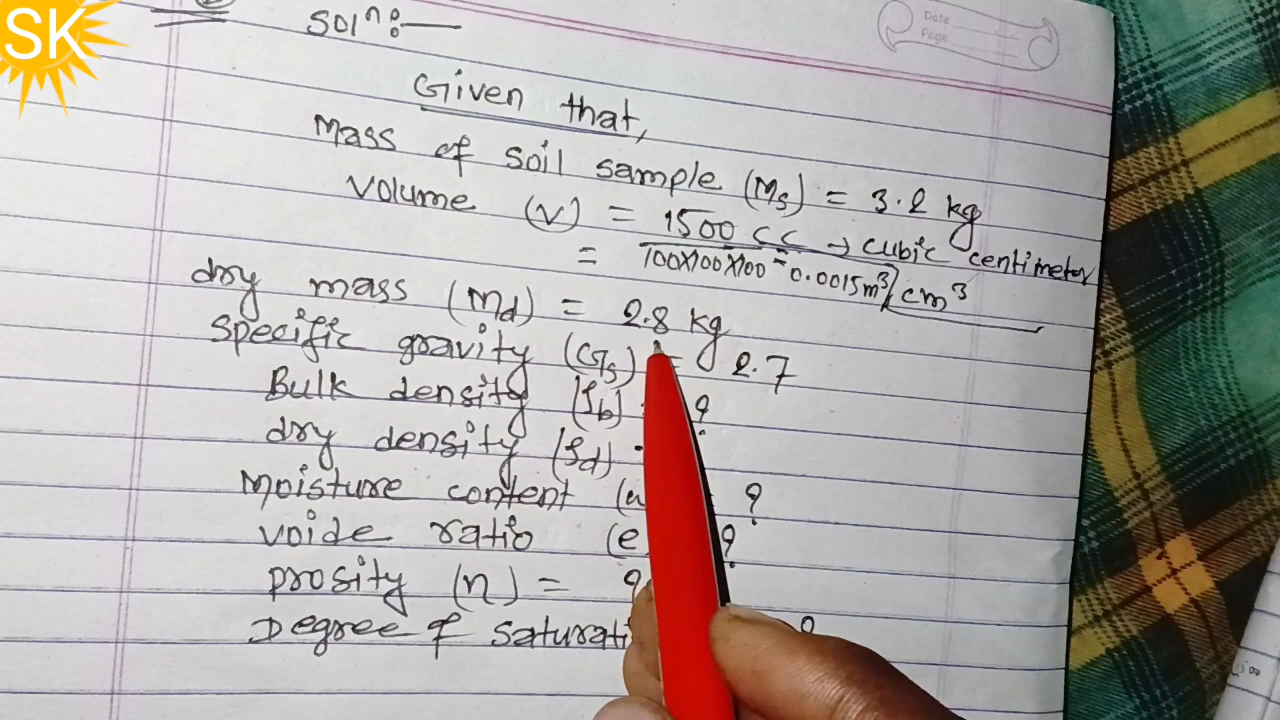 SK
Soln:—
Date
Page
Given that,
Mass of soil sample (Ms) = 3.2 kg
Volume (V) = 1500 cc → cubic centimeter
= 100x100x100 = 0.0015m³/cm³
dry mass (Md) = 2.8 kg
Specific gravity (Gs) = 2.7
Bulk density (ρb) ?
dry density (ρd)
Moisture content ?
voide ratio (e ?
prosity (n) = ?
Degree of saturati ?